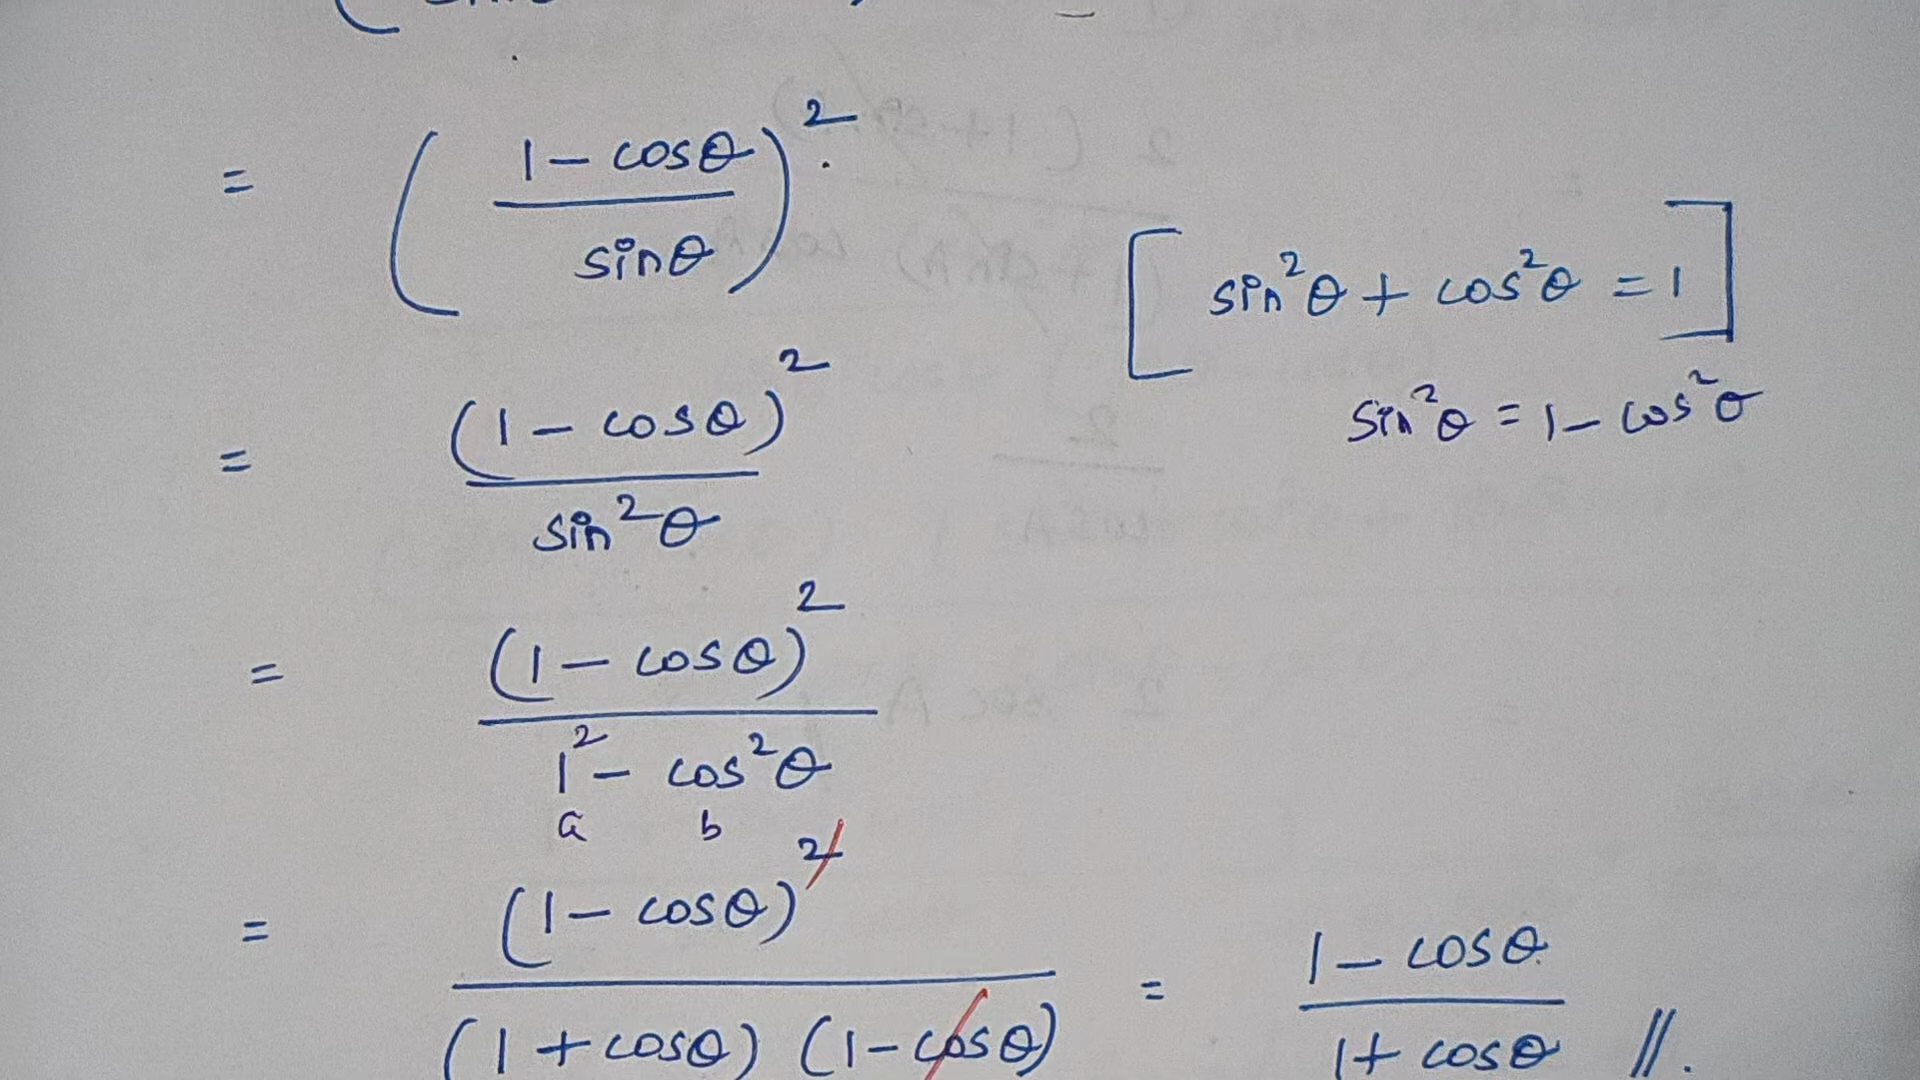 = ( (1 - cosθ) / sinθ )²
[ sin²θ + cos²θ = 1 ]
sin²θ = 1 - cos²θ
= (1 - cosθ)² / sin²θ
= (1 - cosθ)² / 1² - cos²θ
a b
= (1 - cosθ)² / (1 + cosθ) (1 - cosθ) = 1 - cosθ / 1 + cosθ //.